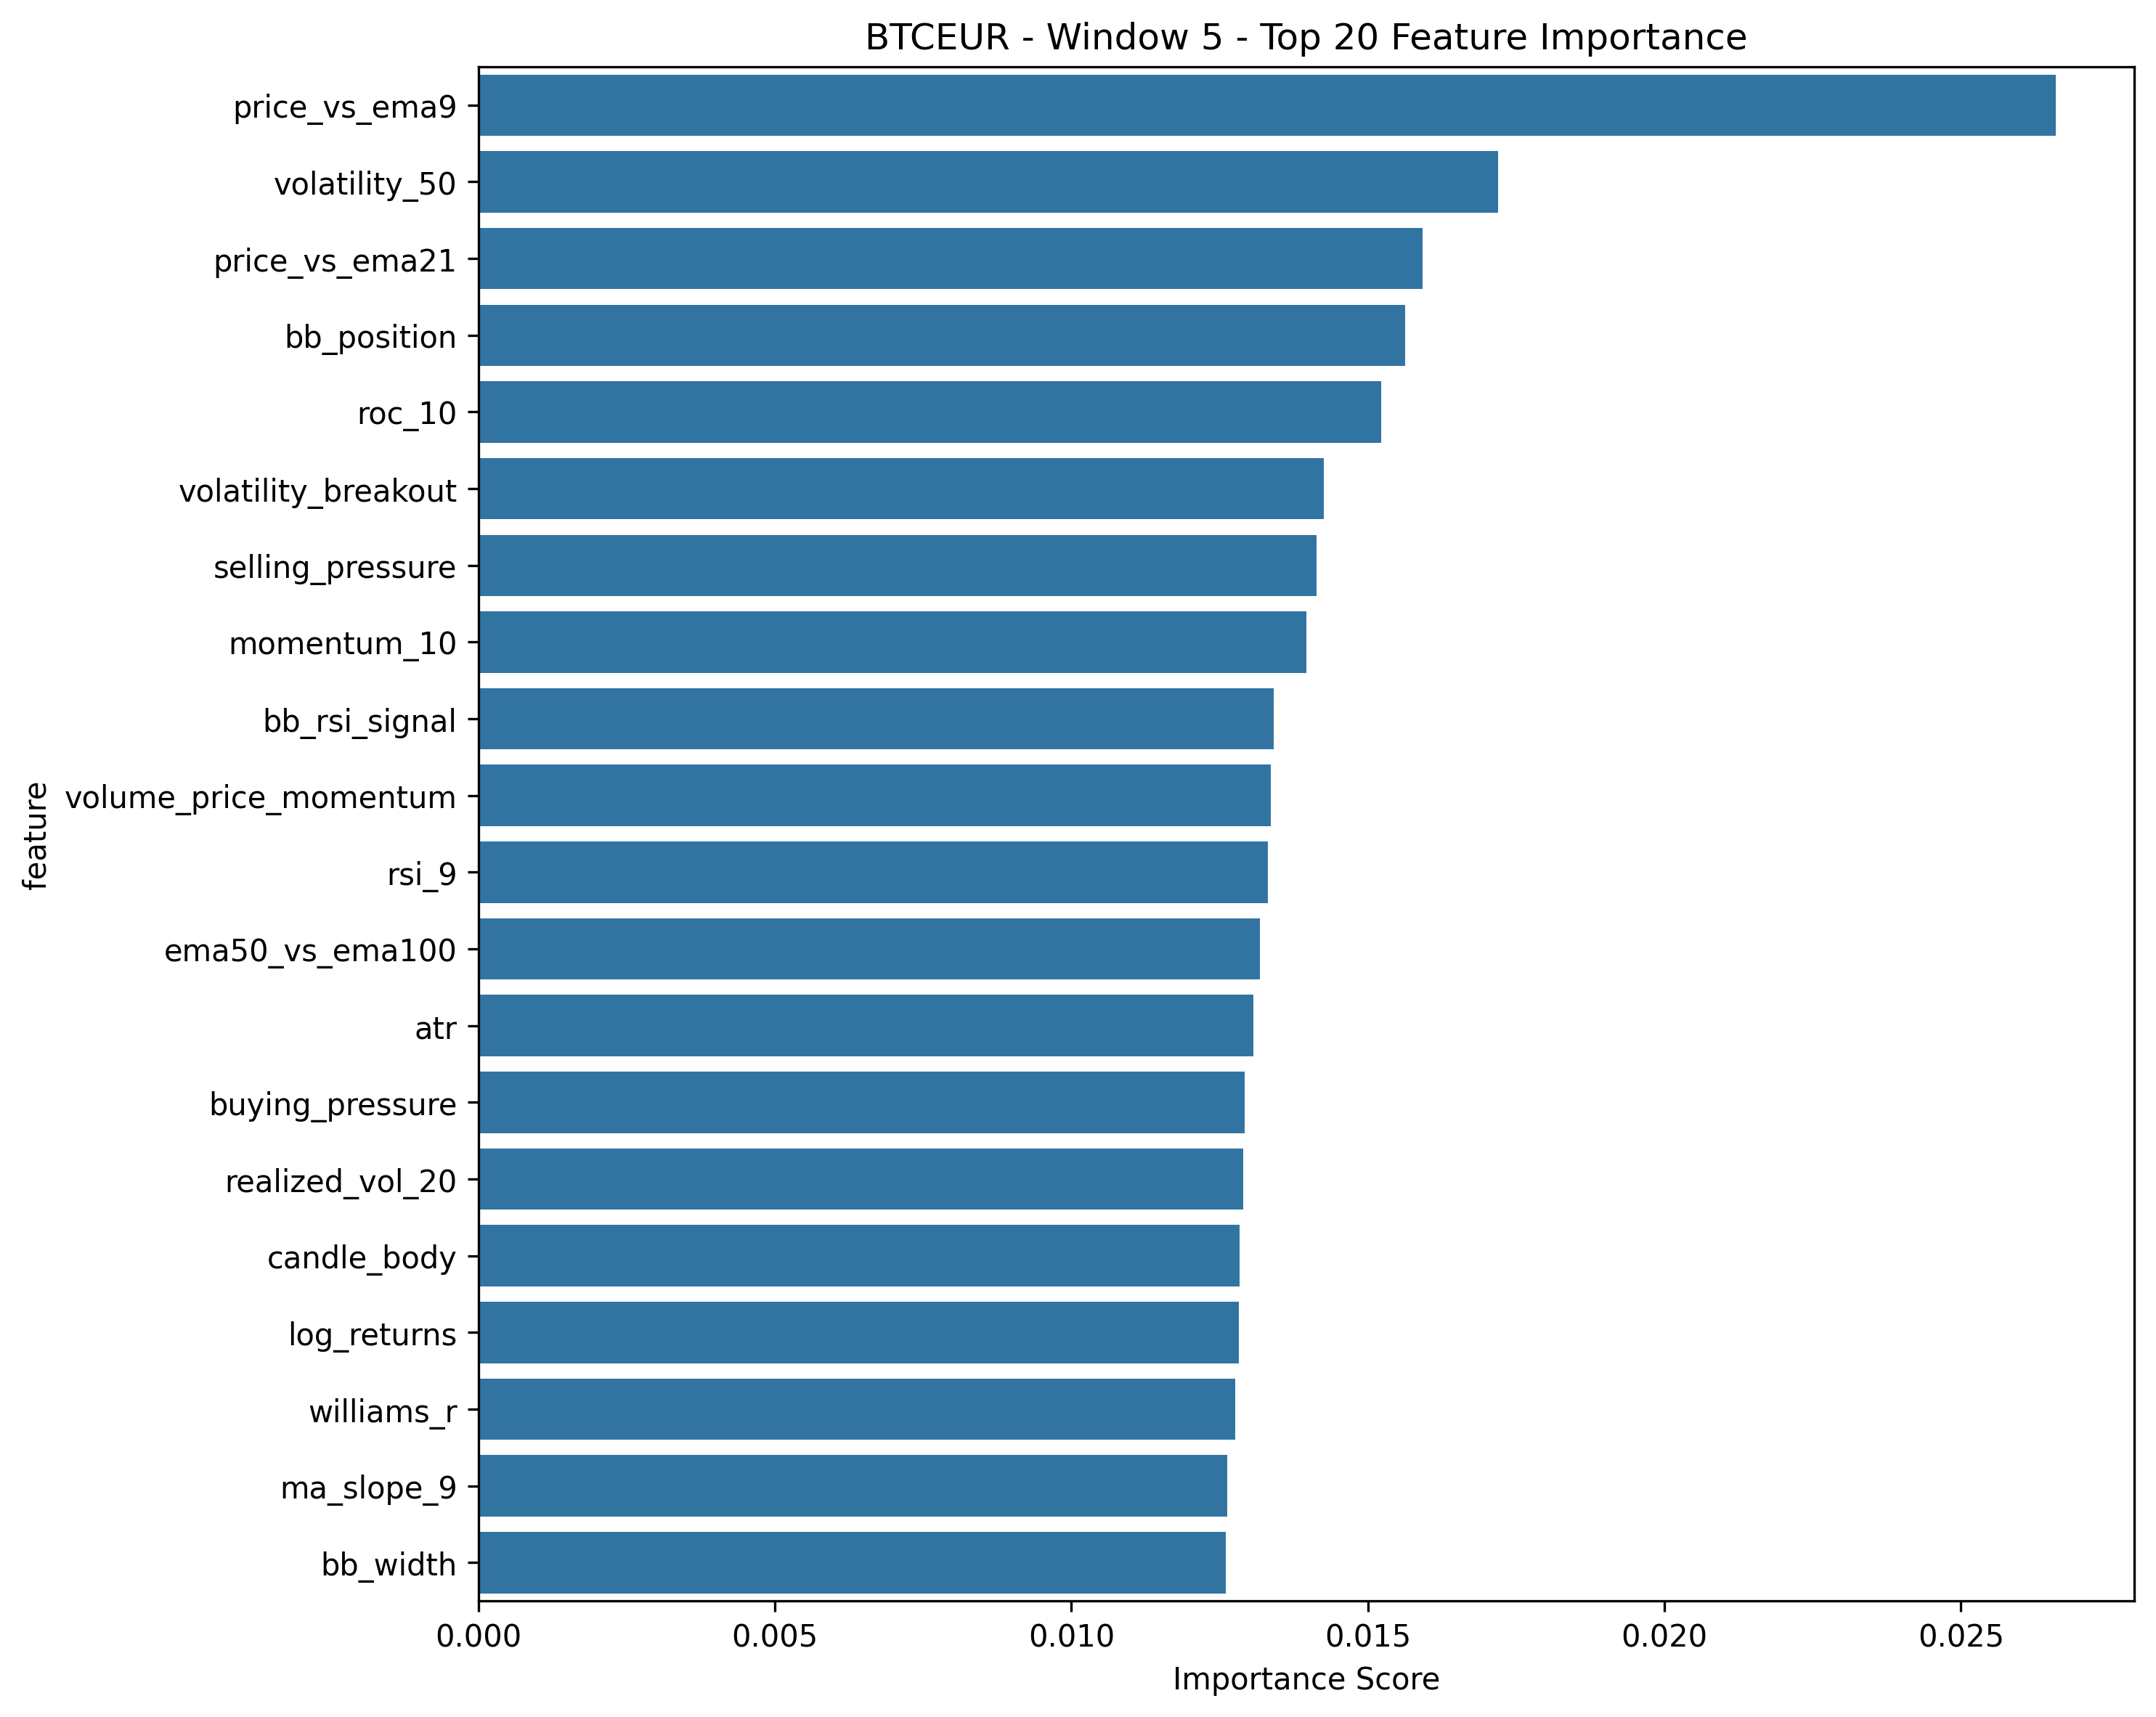 BTCEUR - Window 5 - Top 20 Feature Importance
feature
price_vs_ema9
volatility_50
price_vs_ema21
bb_position
roc_10
volatility_breakout
selling_pressure
momentum_10
bb_rsi_signal
volume_price_momentum
rsi_9
ema50_vs_ema100
atr
buying_pressure
realized_vol_20
candle_body
log_returns
williams_r
ma_slope_9
bb_width
0.000 0.005 0.010 0.015 0.020 0.025
Importance Score